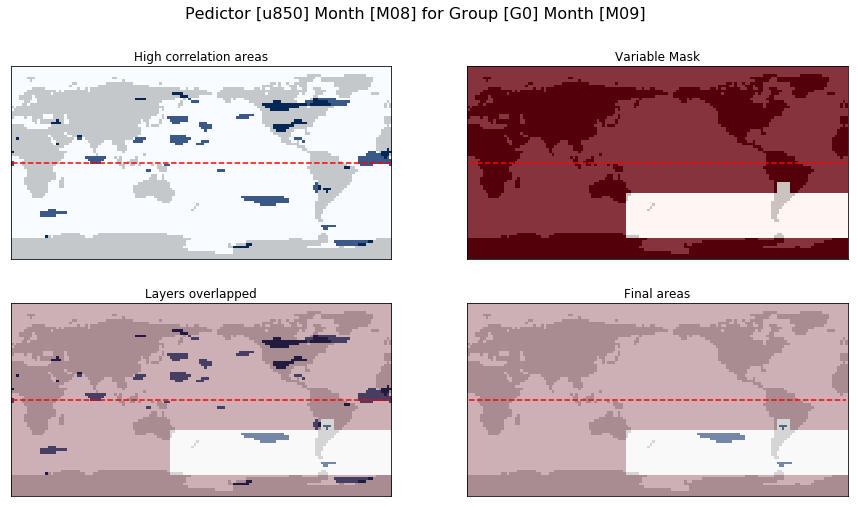 Pedictor [u850] Month [M08] for Group [G0] Month [M09]
High correlation areas
Variable Mask
Layers overlapped
Final areas